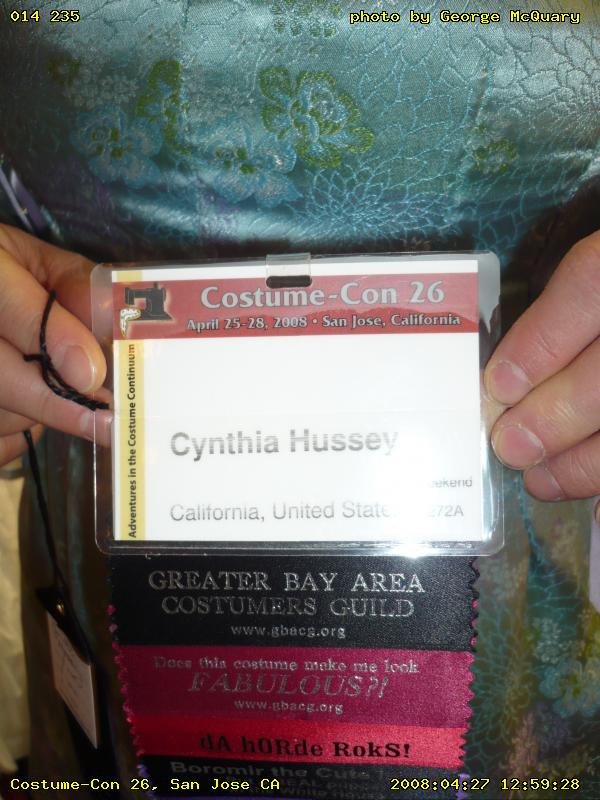 014 235
photo by George McQuary
Costume-Con 26
April 25-28, 2008 • San Jose, California
Adventures in the Costume Continuum
Cynthia Hussey
California, United
272A
GREATER BAY AREA
COSTUMERS GUILD
www.gbacg.org
Does this costume make me look
FABULOUS?!
www.gbacg.org
dA hORde RokS!
Boromir the Cute
Costume-Con 26, San Jose CA
2008:04:27 12:59:28